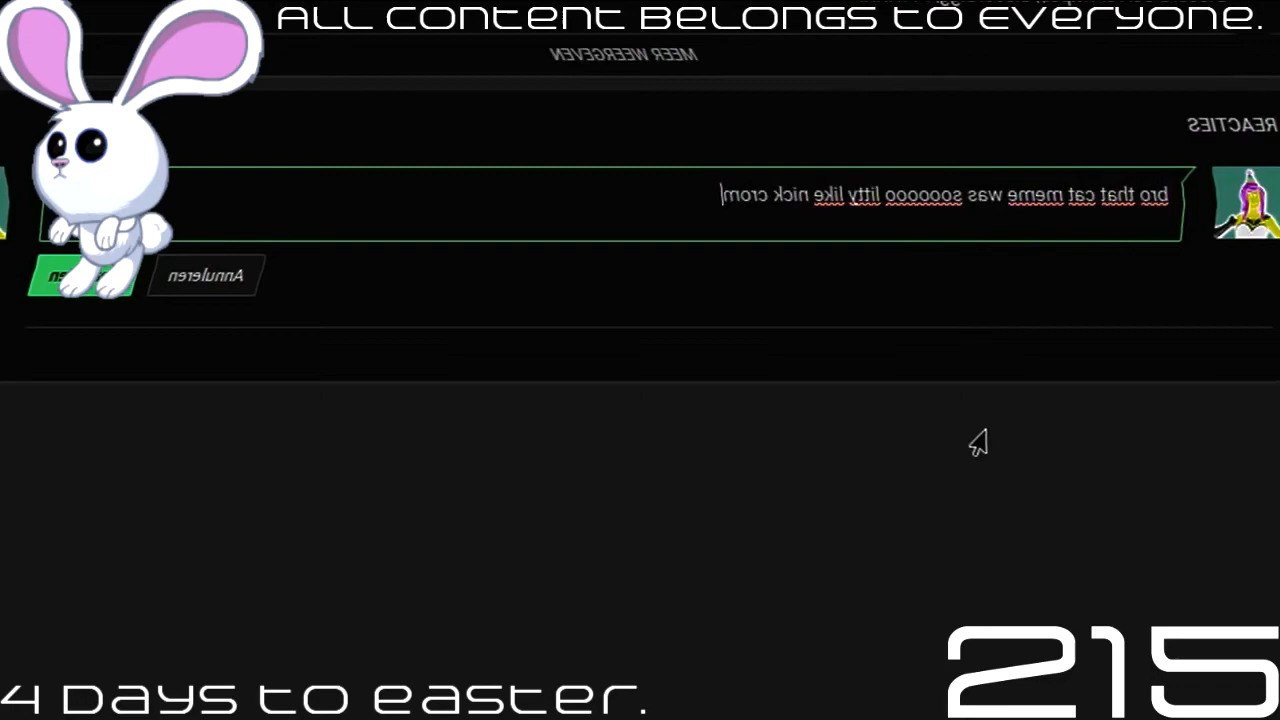 ALL CONTENT BELONGS TO EVERYONE.
MEER WEERGEVEN
REACTIES
bro that cat meme was soooooo litty like nick crom
Annuleren
4 DAYS TO EASTER.
215